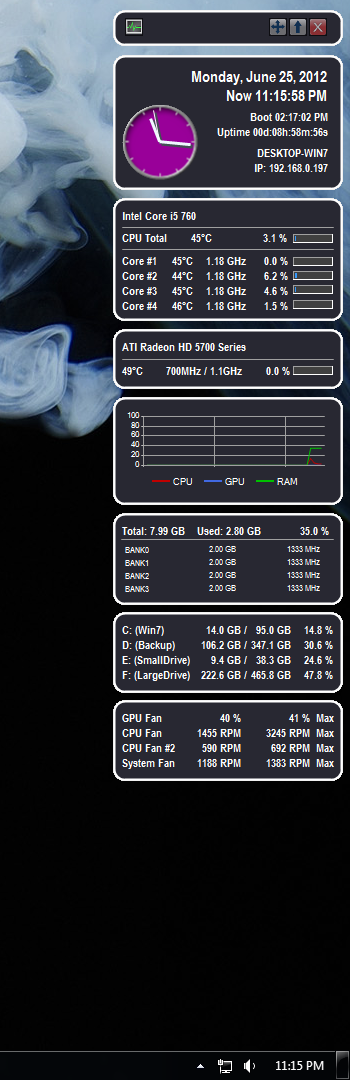 Monday, June 25, 2012
Now 11:15:58 PM
Boot 02:17:02 PM
Uptime 00d:08h:58m:56s
DESKTOP-WIN7
IP: 192.168.0.197
Intel Core i5 760
CPU Total 45°C 3.1 %
Core #1 45°C 1.18 GHz 0.0 %
Core #2 44°C 1.18 GHz 6.2 %
Core #3 45°C 1.18 GHz 4.6 %
Core #4 46°C 1.18 GHz 1.5 %
ATI Radeon HD 5700 Series
49°C 700MHz / 1.1GHz 0.0 %
100
80
60
40
20
0
CPU GPU RAM
Total: 7.99 GB Used: 2.80 GB 35.0 %
BANK0 2.00 GB 1333 MHz
BANK1 2.00 GB 1333 MHz
BANK2 2.00 GB 1333 MHz
BANK3 2.00 GB 1333 MHz
C: (Win7) 14.0 GB / 95.0 GB 14.8 %
D: (Backup) 106.2 GB / 347.1 GB 30.6 %
E: (SmallDrive) 9.4 GB / 38.3 GB 24.6 %
F: (LargeDrive) 222.6 GB / 465.8 GB 47.8 %
GPU Fan 40 % 41 % Max
CPU Fan 1455 RPM 3245 RPM Max
CPU Fan #2 590 RPM 692 RPM Max
System Fan 1188 RPM 1383 RPM Max
11:15 PM